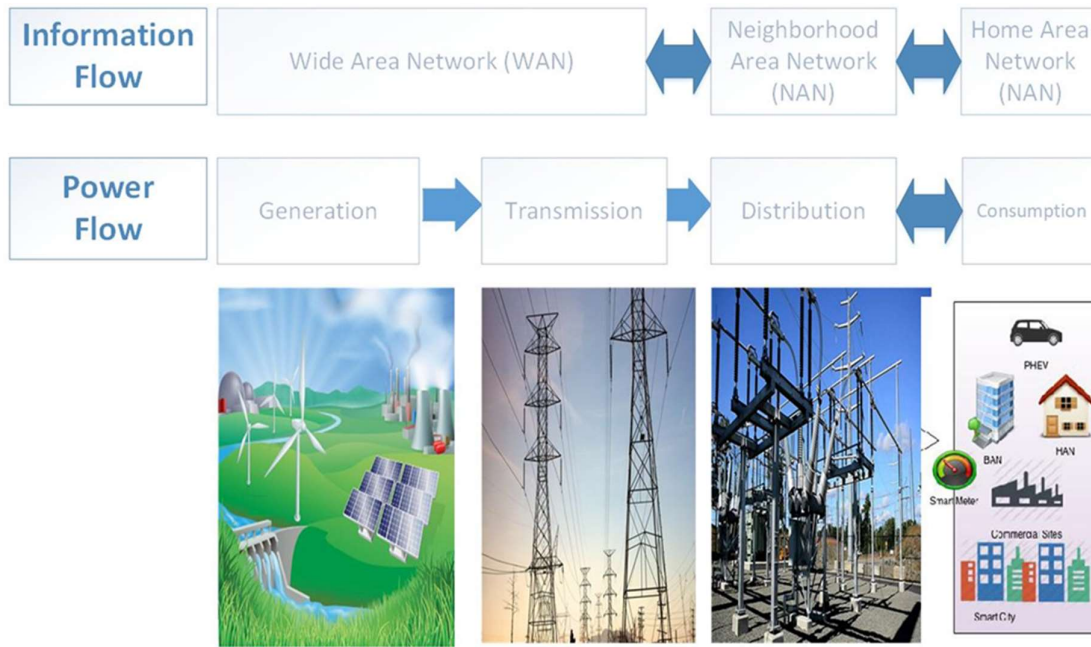 Information
Flow
Wide Area Network (WAN)
Neighborhood
Area Network
(NAN)
Home Area
Network
(NAN)
Power
Flow
Generation
Transmission
Distribution
Consumption
PHEV
BAN
HAN
Smart Meter
Commercial Sites
Smart City